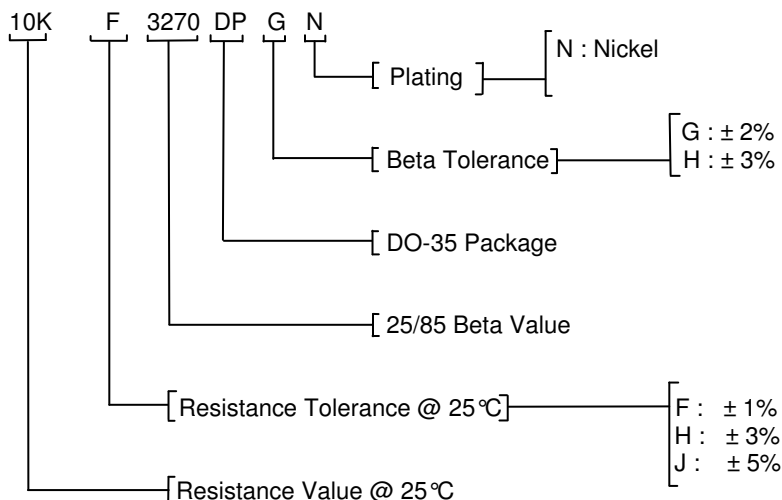 10K F 3270 DP G N
N : Nickel
Plating
G : ± 2%
Beta Tolerance
H : ± 3%
DO-35 Package
25/85 Beta Value
Resistance Tolerance @ 25°C
F : ± 1%
H : ± 3%
J : ± 5%
Resistance Value @ 25°C